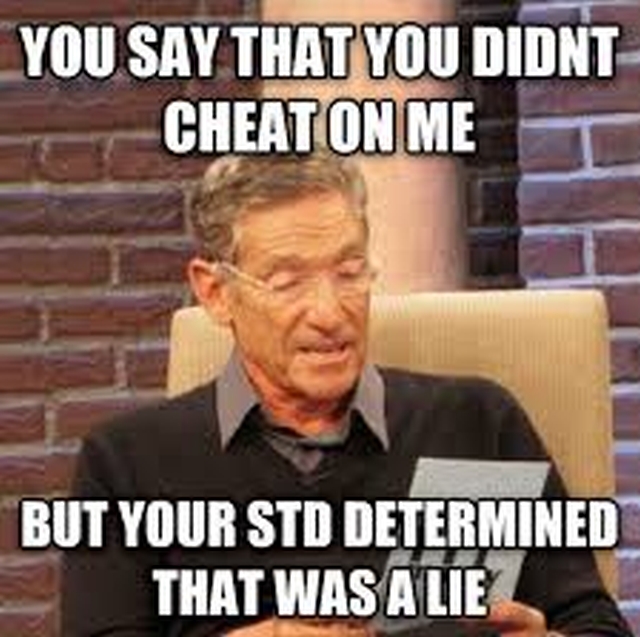 YOU SAY THAT YOU DIDNT
CHEAT ON ME
BUT YOUR STD DETERMINED
THAT WAS A LIE